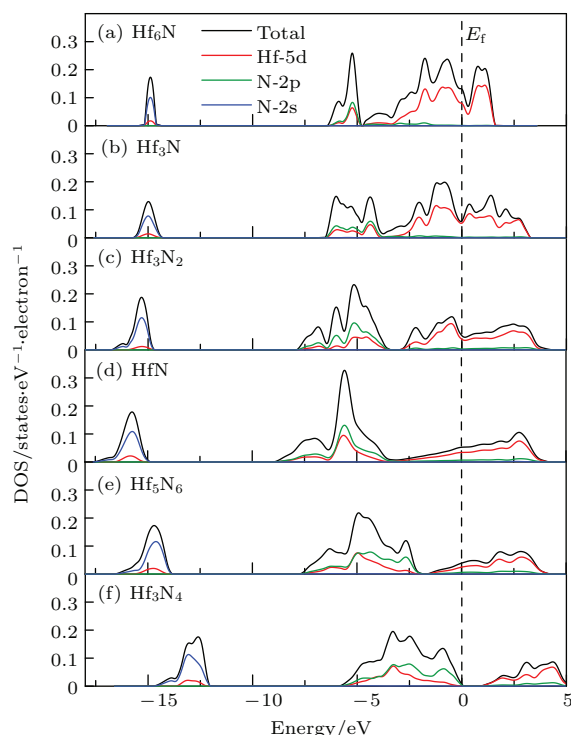 (a) Hf₆N
Total
Hf-5d
N-2p
N-2s
E_f
0.3
0.2
0.1
0
(b) Hf₃N
0.3
0.2
0.1
0
(c) Hf₃N₂
0.3
0.2
0.1
0
(d) HfN
0.3
0.2
0.1
0
(e) Hf₅N₆
0.3
0.2
0.1
0
(f) Hf₃N₄
0.3
0.2
0.1
0
DOS/states·eV⁻¹·electron⁻¹
−15
−10
−5
0
5
Energy/eV